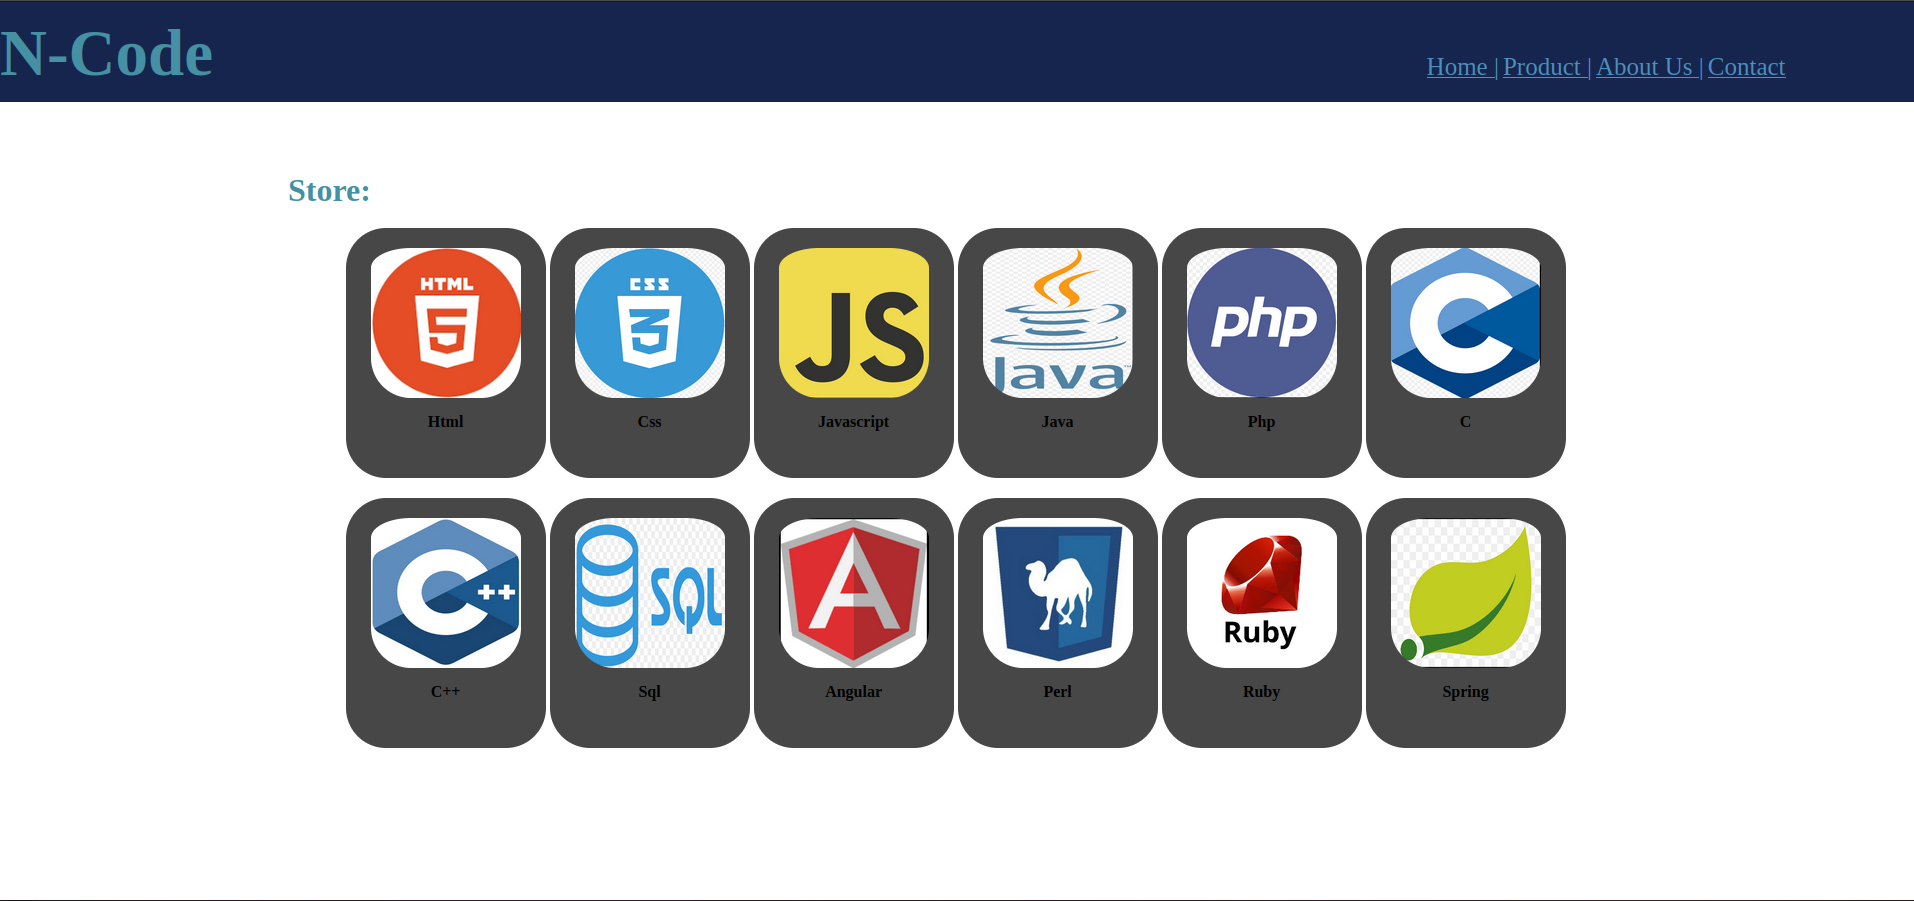 N-Code
Home | Product | About Us | Contact
Store:
HTML
5
CSS
3
JS
Java
php
C
Html
Css
Javascript
Java
Php
C
C++
SQL
A
Ruby
C++
Sql
Angular
Perl
Ruby
Spring